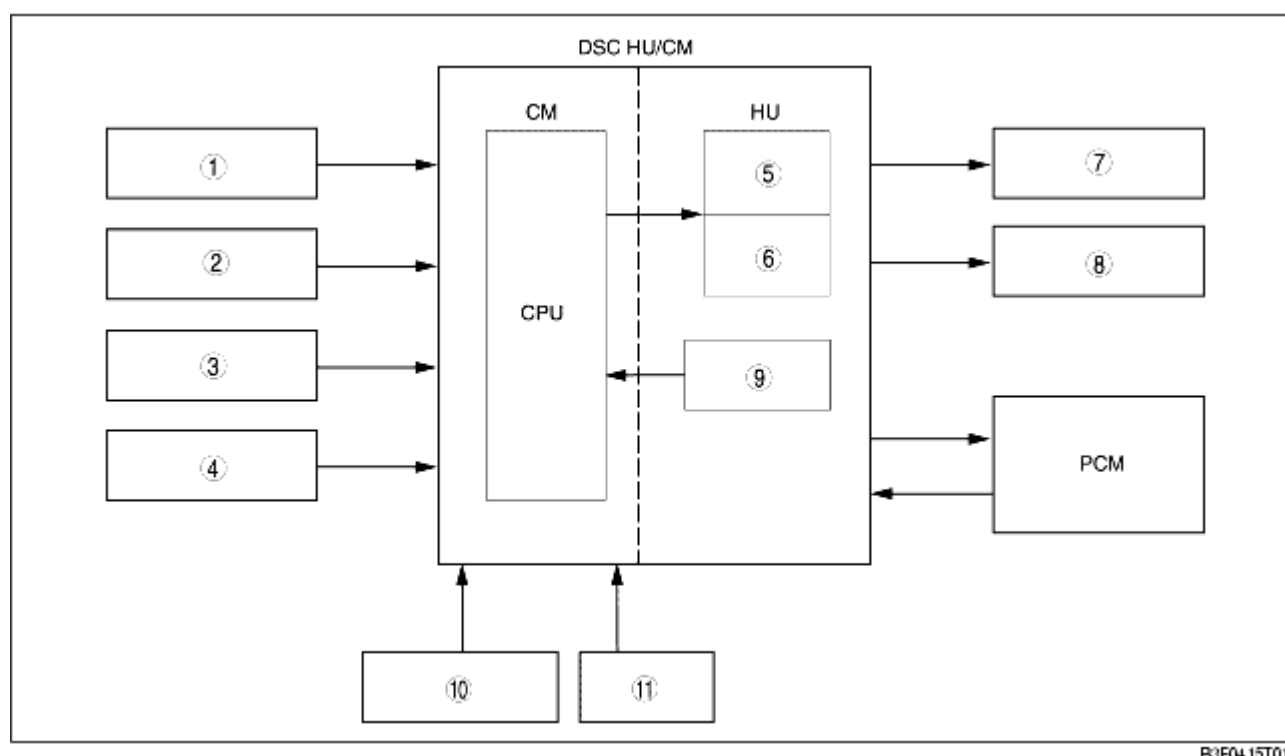 DSC HU/CM
CM
HU
①
⑤
⑦
②
⑥
⑧
CPU
③
⑨
④
PCM
⑩
⑪